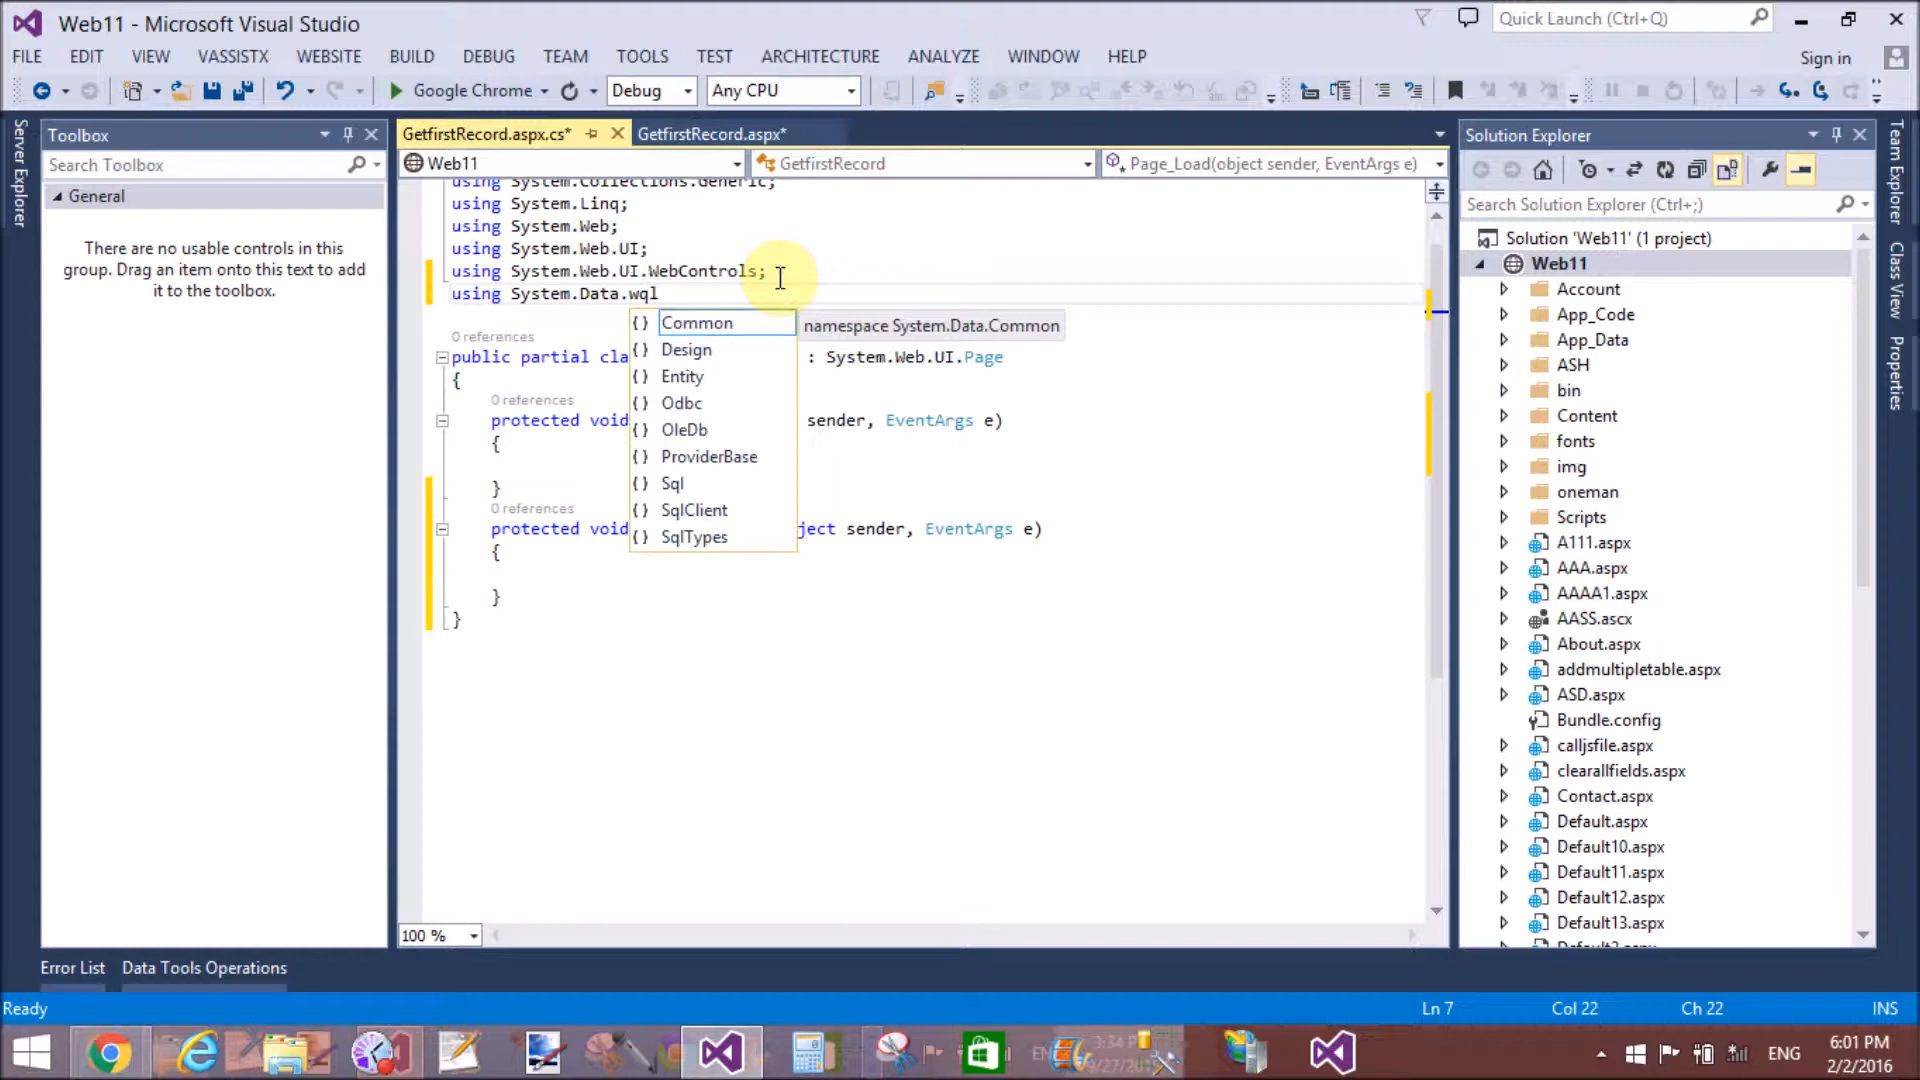 Web11 - Microsoft Visual Studio
Quick Launch (Ctrl+Q)
FILE EDIT VIEW VASSISTX WEBSITE BUILD DEBUG TEAM TOOLS TEST ARCHITECTURE ANALYZE WINDOW HELP
Sign in
Google Chrome Debug Any CPU
Server Explorer
Toolbox
Search Toolbox
General
There are no usable controls in this
group. Drag an item onto this text to add
it to the toolbox.
GetfirstRecord.aspx.cs* GetfirstRecord.aspx*
Web11 GetfirstRecord Page_Load(object sender, EventArgs e)
using System.Collections.Generic;
using System.Linq;
using System.Web;
using System.Web.UI;
using System.Web.UI.WebControls;
using System.Data.wql
Common namespace System.Data.Common
Design
Entity
Odbc
OleDb
ProviderBase
Sql
SqlClient
SqlTypes
0 references
public partial cla : System.Web.UI.Page
{
0 references
protected void sender, EventArgs e)
{
}
0 references
protected void ject sender, EventArgs e)
{
}
}
100 %
Solution Explorer
Search Solution Explorer (Ctrl+;)
Solution 'Web11' (1 project)
Web11
Account
App_Code
App_Data
ASH
bin
Content
fonts
img
oneman
Scripts
A111.aspx
AAA.aspx
AAAA1.aspx
AASS.ascx
About.aspx
addmultipletable.aspx
ASD.aspx
Bundle.config
calljsfile.aspx
clearallfields.aspx
Contact.aspx
Default.aspx
Default10.aspx
Default11.aspx
Default12.aspx
Default13.aspx
Team Explorer
Class View
Properties
Error List Data Tools Operations
Ready Ln 7 Col 22 Ch 22 INS
3:34 P
ENG
6:01 PM
2/2/2016